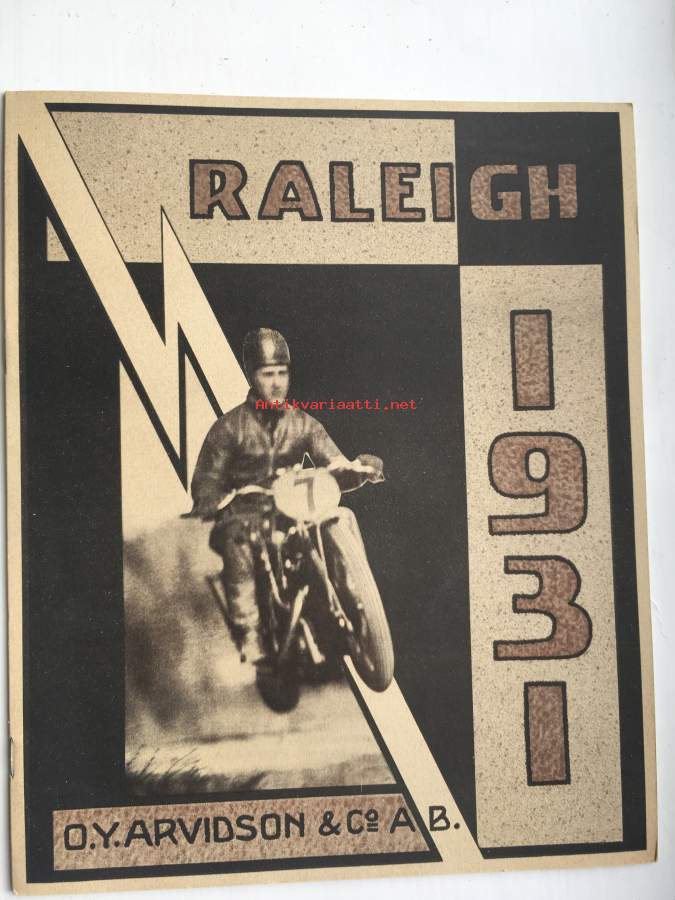 RALEIGH
1931
Antikvariaatti.net
7
O.Y. ARVIDSON & Co A.B.